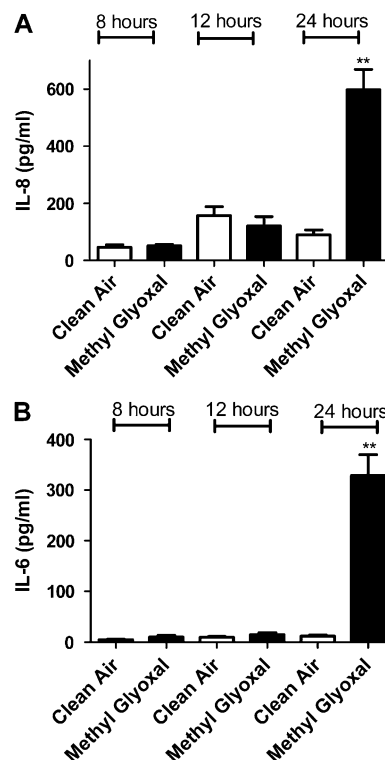 A
8 hours 12 hours 24 hours
**
600
400
200
0
IL-8 (pg/ml)
Clean Air
Methyl Glyoxal
Clean Air
Methyl Glyoxal
Clean Air
Methyl Glyoxal
B
8 hours 12 hours 24 hours
**
400
300
200
100
0
IL-6 (pg/ml)
Clean Air
Methyl Glyoxal
Clean Air
Methyl Glyoxal
Clean Air
Methyl Glyoxal